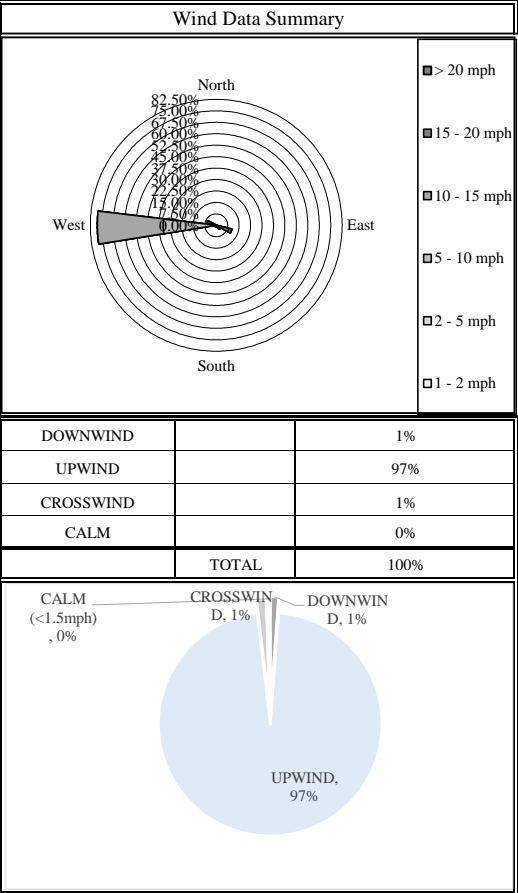 Wind Data Summary
North
82.50%
75.00%
67.50%
60.00%
52.50%
45.00%
37.50%
30.00%
22.50%
15.00%
7.50%
0.00%
West
East
South
> 20 mph
15 - 20 mph
10 - 15 mph
5 - 10 mph
2 - 5 mph
1 - 2 mph
DOWNWIND 1%
UPWIND 97%
CROSSWIND 1%
CALM 0%
TOTAL 100%
CALM
(<1.5mph)
, 0%
CROSSWIN
D, 1%
DOWNWIN
D, 1%
UPWIND,
97%